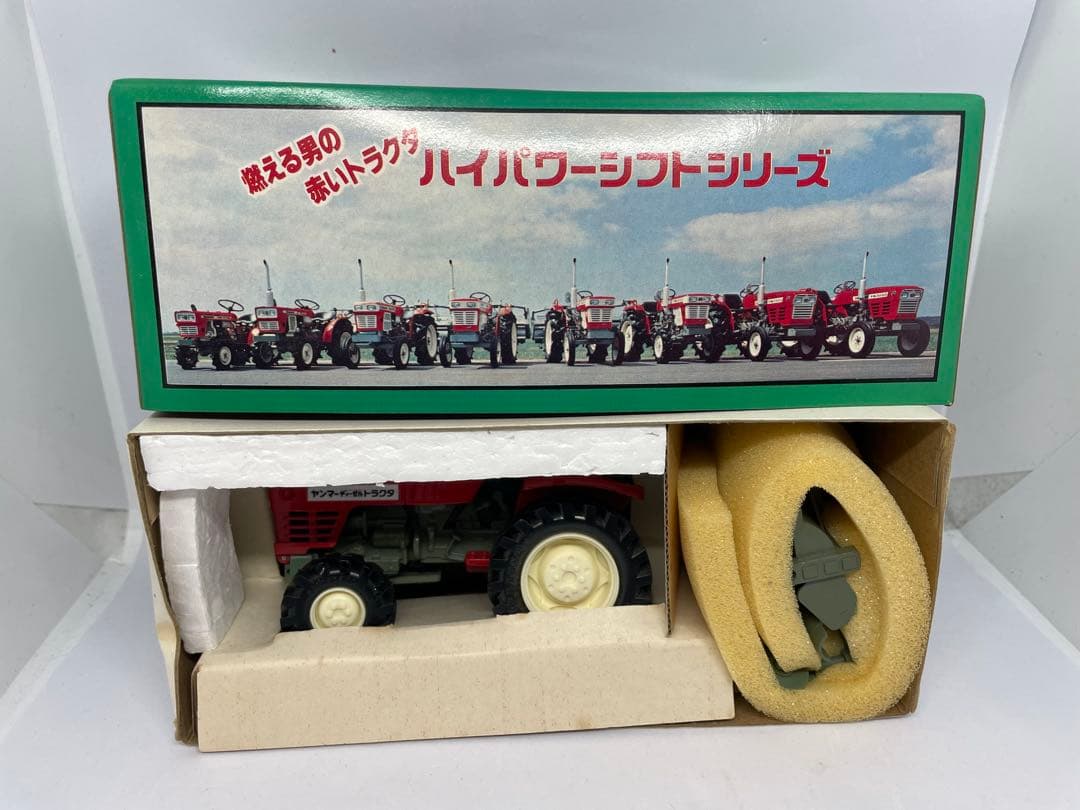 燃える男の
赤いトラクタ
ハイパワーシフトシリーズ
ヤンマーディーゼルトラクタ